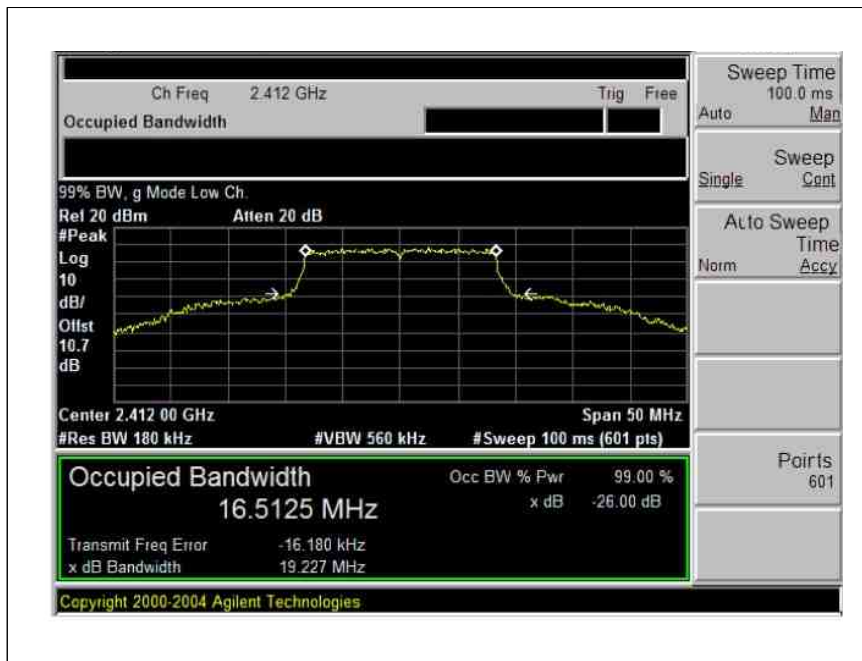 Ch Freq 2.412 GHz Trig Free
Occupied Bandwidth
99% BW, g Mode Low Ch.
Ref 20 dBm Atten 20 dB
#Peak
Log
10
dB/
Offst
10.7
dB
Center 2.412 00 GHz Span 50 MHz
#Res BW 180 kHz #VBW 560 kHz #Sweep 100 ms (601 pts)
Occupied Bandwidth Occ BW % Pwr 99.00 %
16.5125 MHz x dB -26.00 dB
Transmit Freq Error -16.180 kHz
x dB Bandwidth 19.227 MHz
Copyright 2000-2004 Agilent Technologies
Sweep Time
100.0 ms
Auto Man
Sweep
Single Cont
Auto Sweep
Time
Norm Accy
Points
601